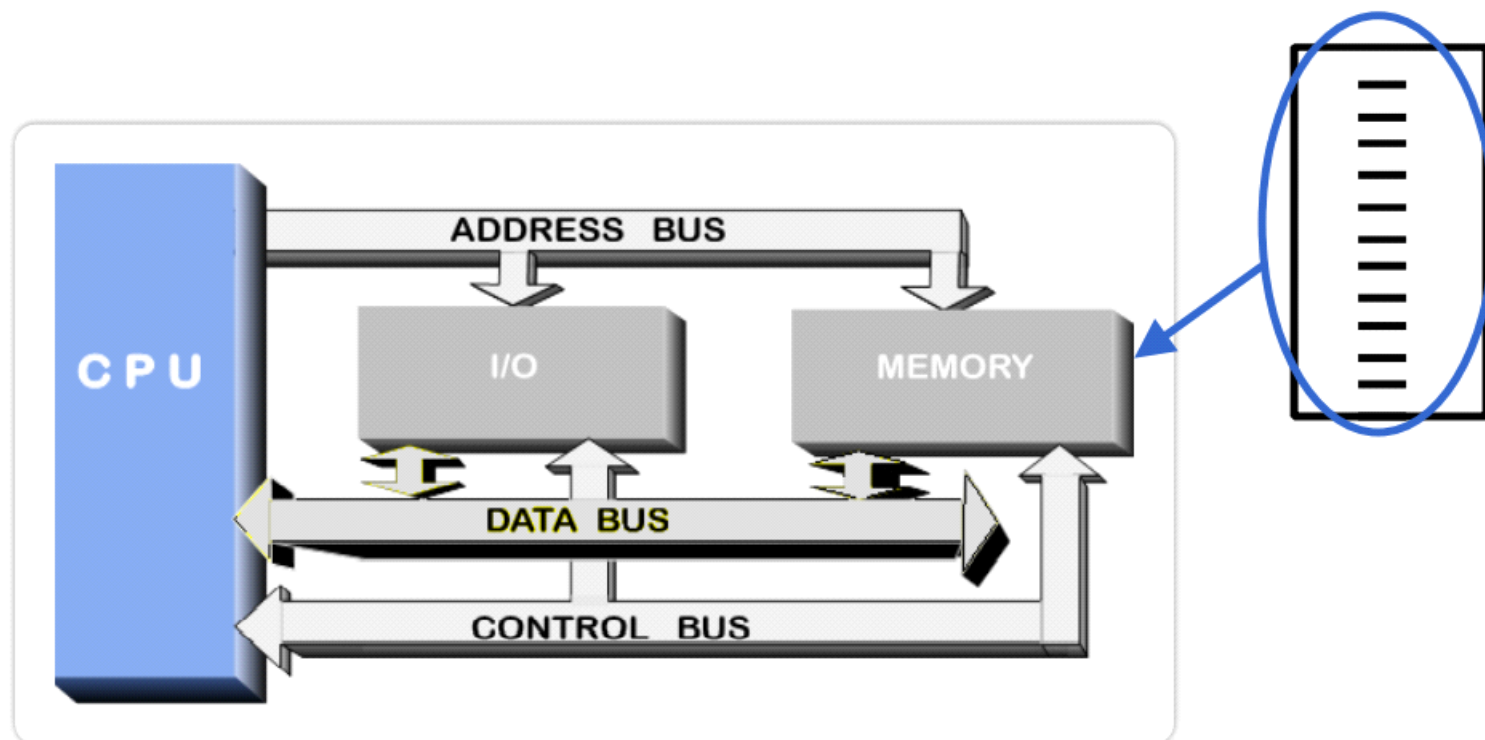 ADDRESS BUS
CPU
I/O
MEMORY
DATA BUS
CONTROL BUS